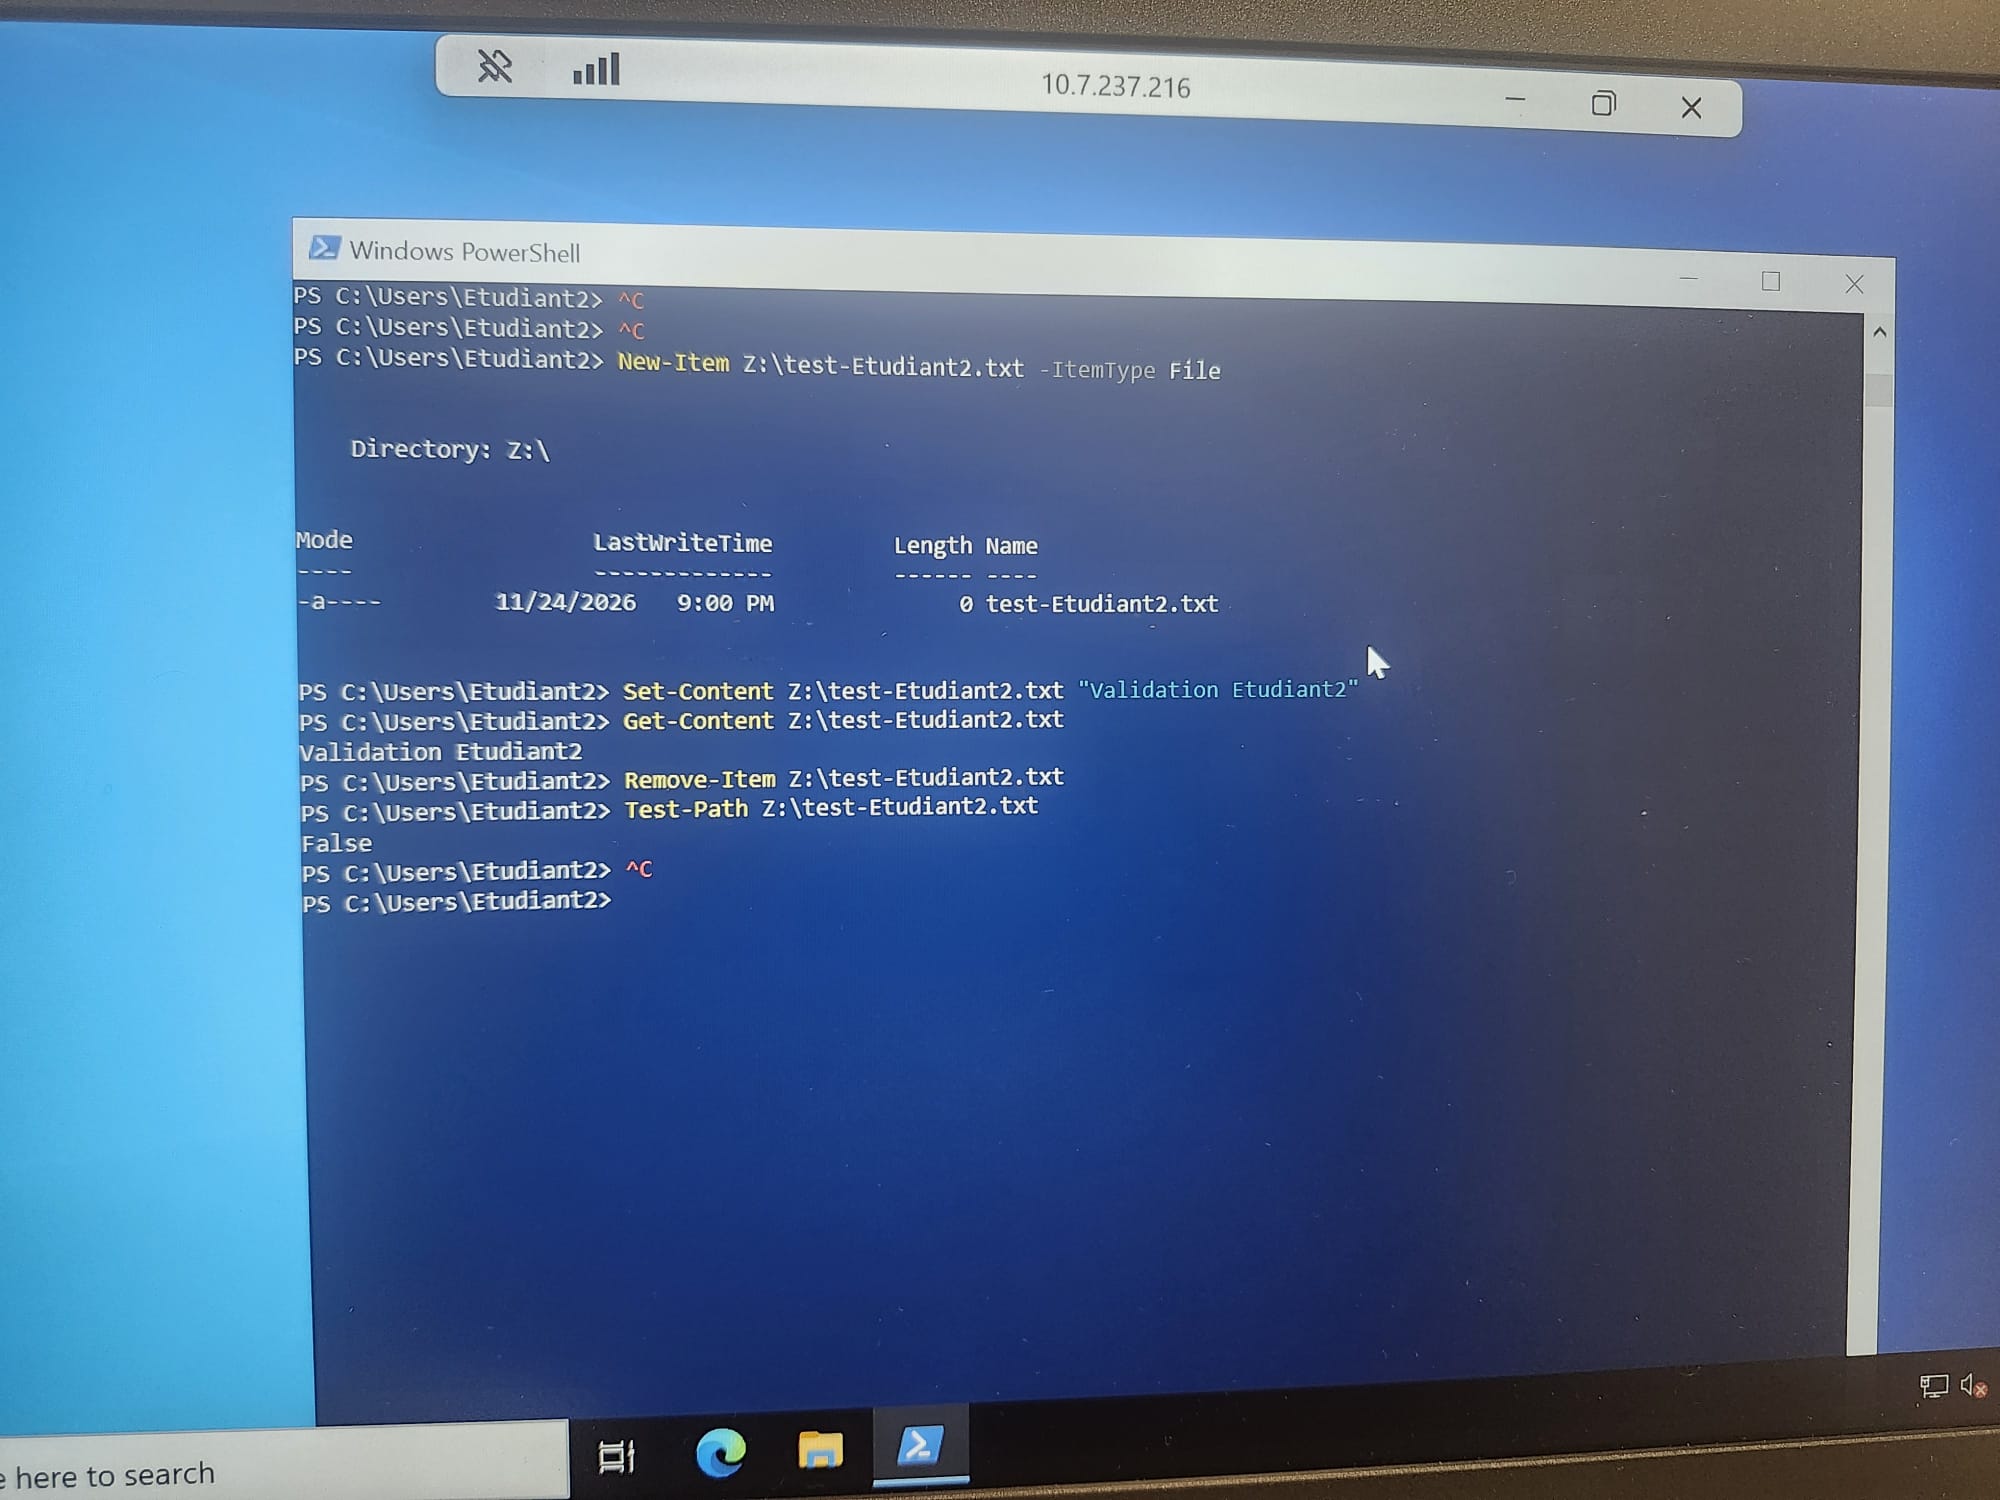 10.7.237.216
Windows PowerShell
PS C:\Users\Etudiant2> ^C
PS C:\Users\Etudiant2> ^C
PS C:\Users\Etudiant2> New-Item Z:\test-Etudiant2.txt -ItemType File
Directory: Z:\
Mode LastWriteTime Length Name
---- ------------- ------ ----
-a---- 11/24/2026 9:00 PM 0 test-Etudiant2.txt
PS C:\Users\Etudiant2> Set-Content Z:\test-Etudiant2.txt "Validation Etudiant2"
PS C:\Users\Etudiant2> Get-Content Z:\test-Etudiant2.txt
Validation Etudiant2
PS C:\Users\Etudiant2> Remove-Item Z:\test-Etudiant2.txt
PS C:\Users\Etudiant2> Test-Path Z:\test-Etudiant2.txt
False
PS C:\Users\Etudiant2> ^C
PS C:\Users\Etudiant2>
e here to search